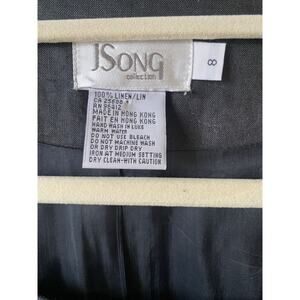 JSONG
collection
8
100% LINEN/LIN
CA 25608
RN 96412
MADE IN HONG KONG
FAIT EN HONG KONG
HAND WASH IN LUKE
WARM WATER
DO NOT USE BLEACH
DO NOT MACHINE WASH
OR DRY DRIP DRY
IRON AT MEDIUM SETTING
DRY CLEAN-WITH CAUTION